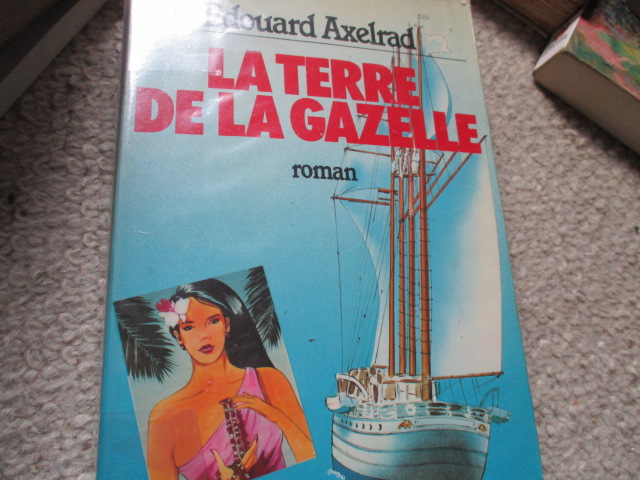 Edouard Axelrad
LA TERRE
DE LA GAZELLE
roman